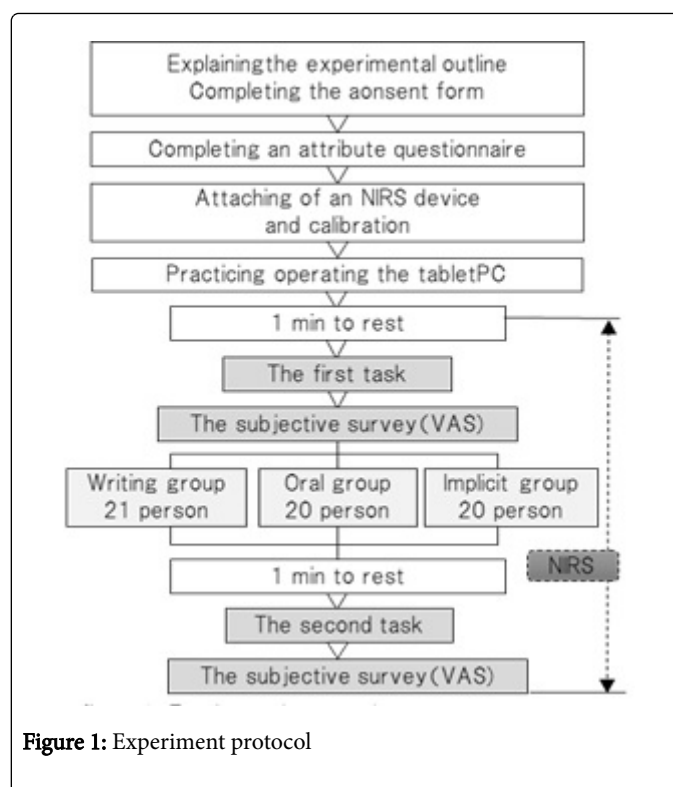 Explainingthe experimental outline
Completing the aonsent form
Completing an attribute questionnaire
Attaching of an NIRS device
and calibration
Practicing operating the tabletPC
1 min to rest
The first task
The subjective survey(VAS)
Writing group
21 person
Oral group
20 person
Implicit group
20 person
NIRS
1 min to rest
The second task
The subjective survey(VAS)
Figure 1: Experiment protocol